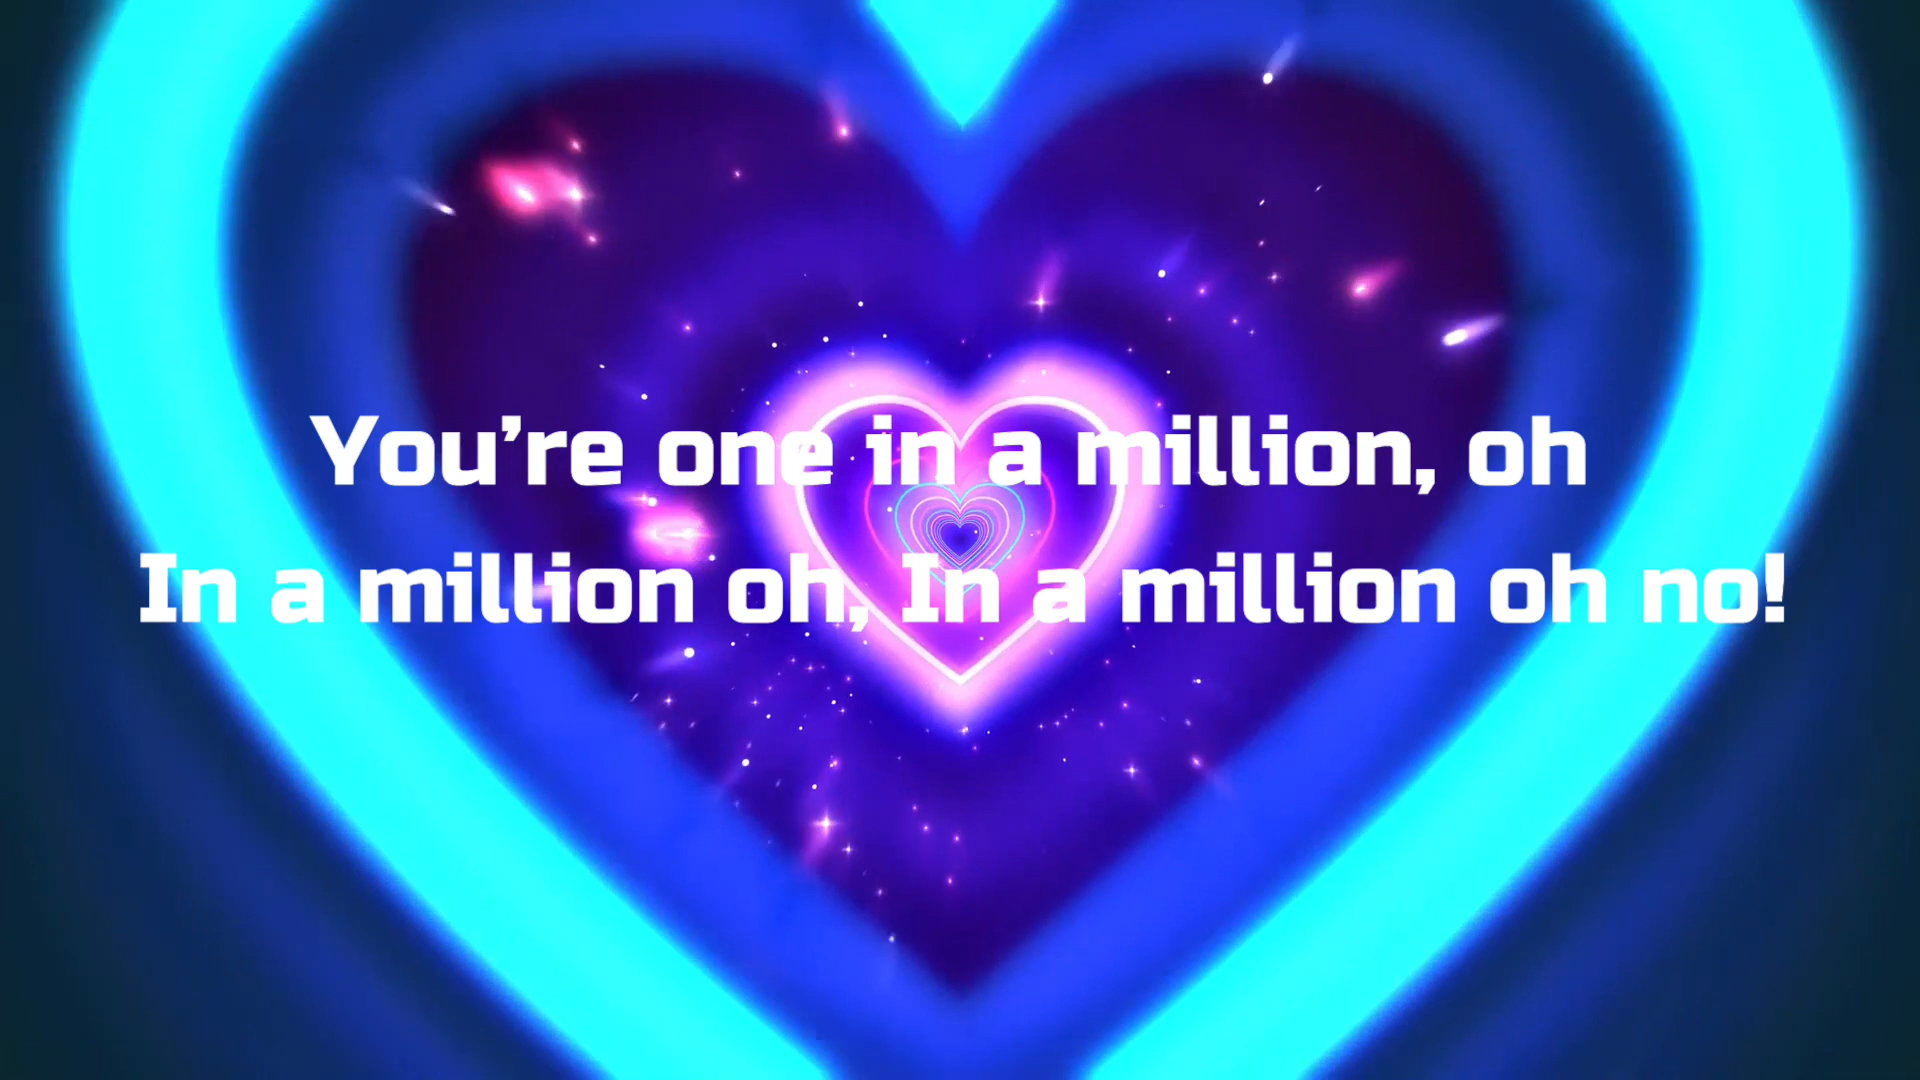 You’re one in a million, oh
In a million oh, In a million oh no!